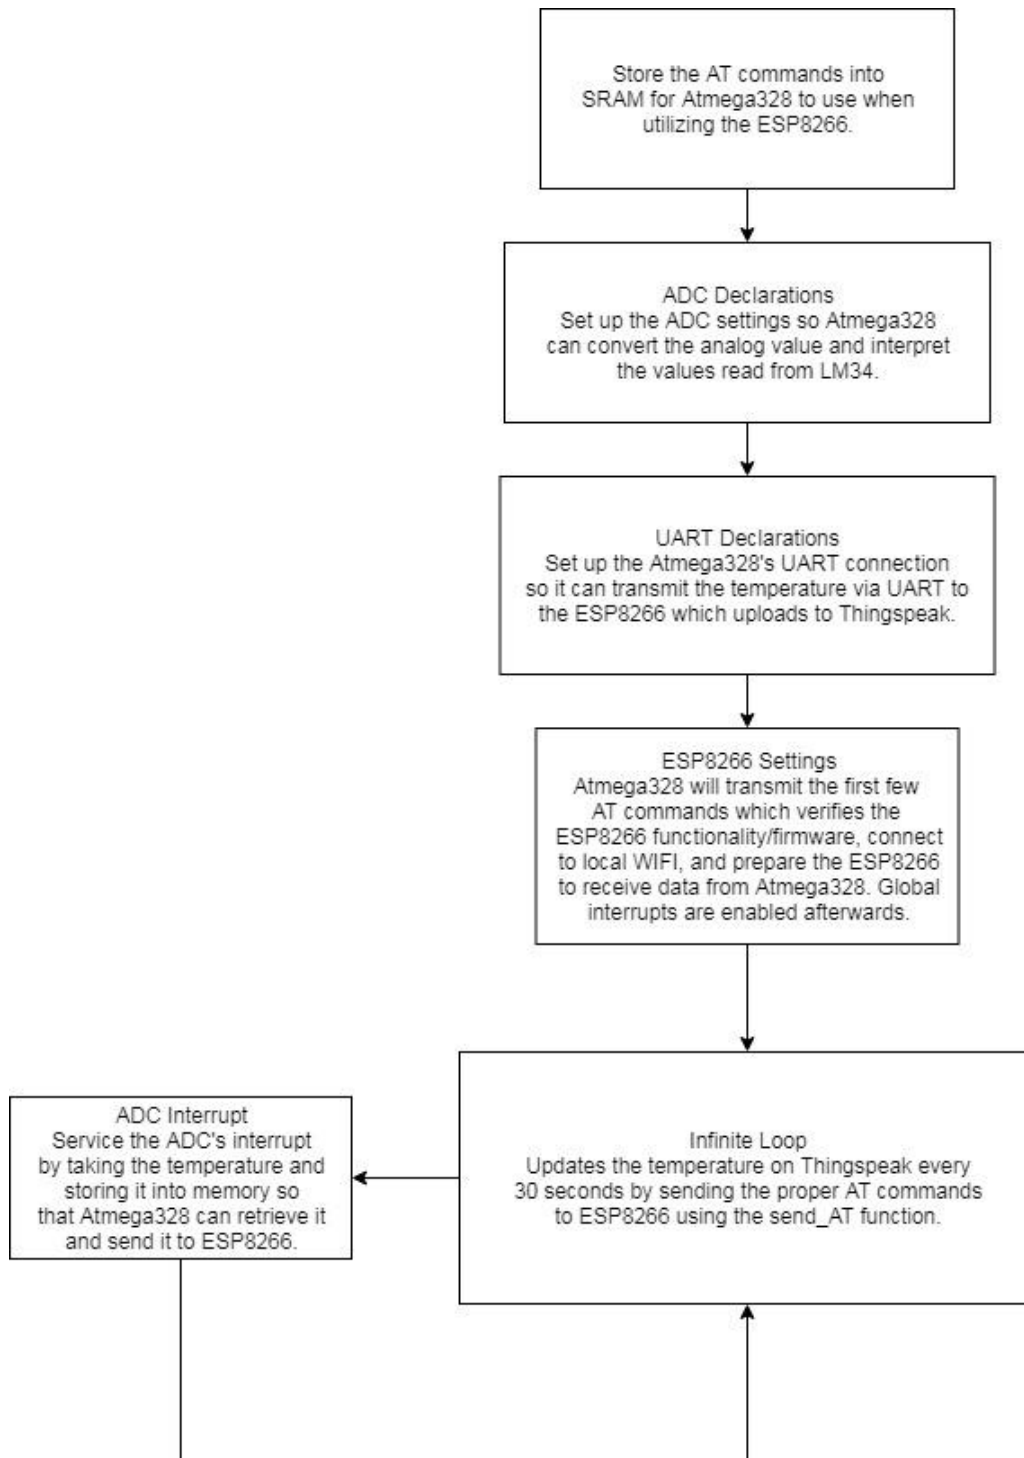 Store the AT commands into
SRAM for Atmega328 to use when
utilizing the ESP8266.
ADC Declarations
Set up the ADC settings so Atmega328
can convert the analog value and interpret
the values read from LM34.
UART Declarations
Set up the Atmega328's UART connection
so it can transmit the temperature via UART to
the ESP8266 which uploads to Thingspeak.
ESP8266 Settings
Atmega328 will transmit the first few
AT commands which verifies the
ESP8266 functionality/firmware, connect
to local WIFI, and prepare the ESP8266
to receive data from Atmega328. Global
interrupts are enabled afterwards.
ADC Interrupt
Service the ADC's interrupt
by taking the temperature and
storing it into memory so
that Atmega328 can retrieve it
and send it to ESP8266.
Infinite Loop
Updates the temperature on Thingspeak every
30 seconds by sending the proper AT commands
to ESP8266 using the send_AT function.